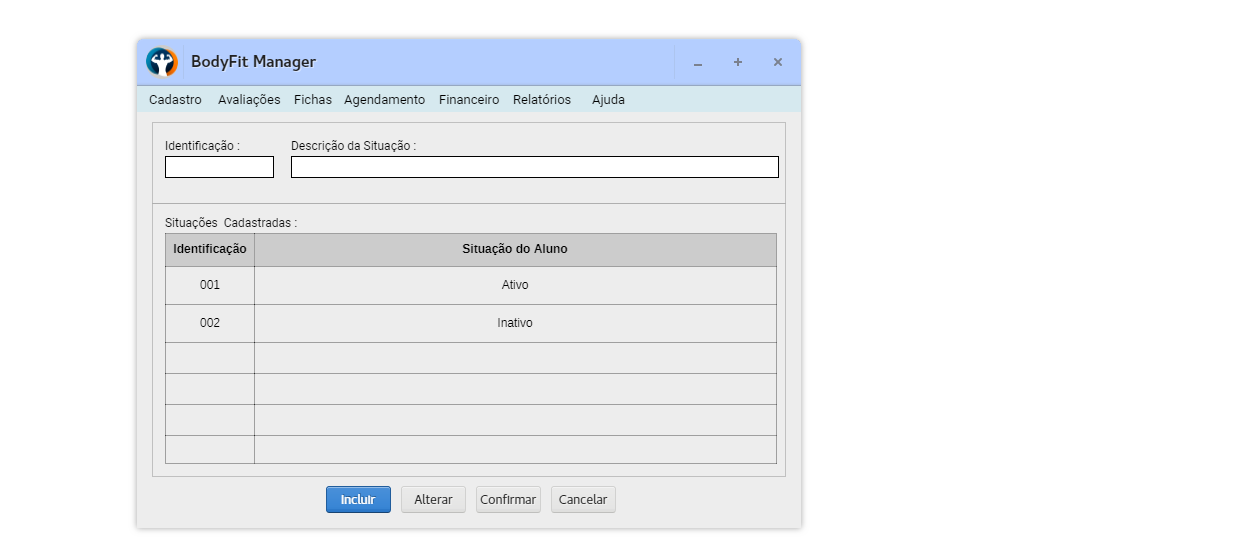 BodyFit Manager
Cadastro Avaliações Fichas Agendamento Financeiro Relatórios Ajuda
Identificação : Descrição da Situação :
Situações Cadastradas :
Identificação Situação do Aluno
001 Ativo
002 Inativo
Incluir Alterar Confirmar Cancelar